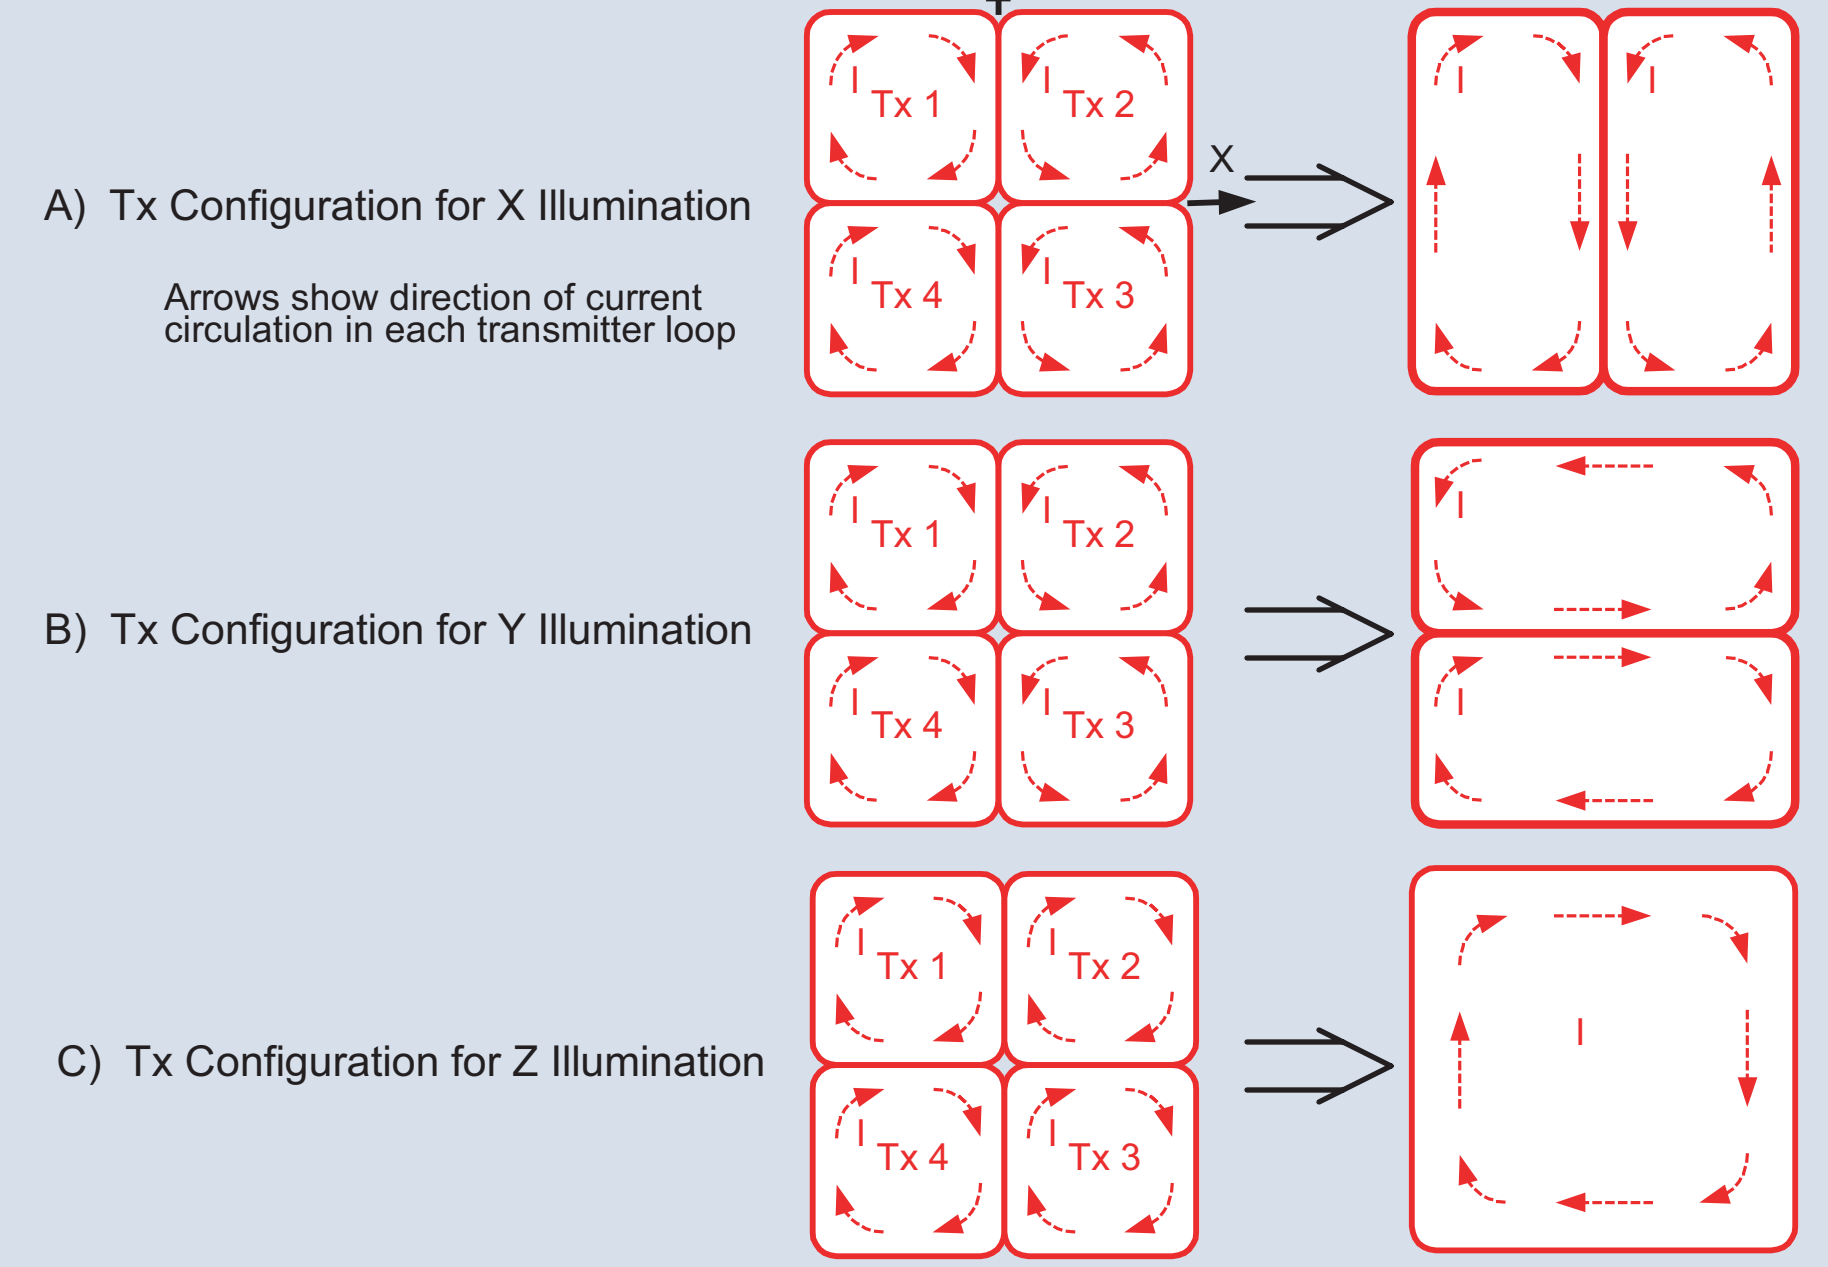 I
I
I
I
Tx 1
Tx 2
X
A) Tx Configuration for X Illumination
I
I
Arrows show direction of current
circulation in each transmitter loop
Tx 4
Tx 3
I
I
I
Tx 1
Tx 2
B) Tx Configuration for Y Illumination
I
I
I
Tx 4
Tx 3
I
I
Tx 1
Tx 2
I
C) Tx Configuration for Z Illumination
I
I
Tx 4
Tx 3